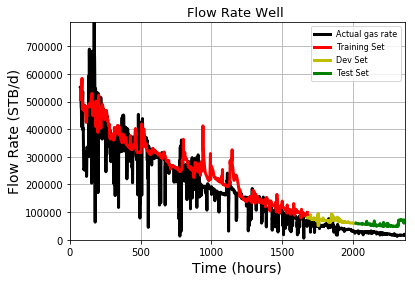 Flow Rate Well
Flow Rate (STB/d)
700000
600000
500000
400000
300000
200000
100000
0
Actual gas rate
Training Set
Dev Set
Test Set
0 500 1000 1500 2000
Time (hours)